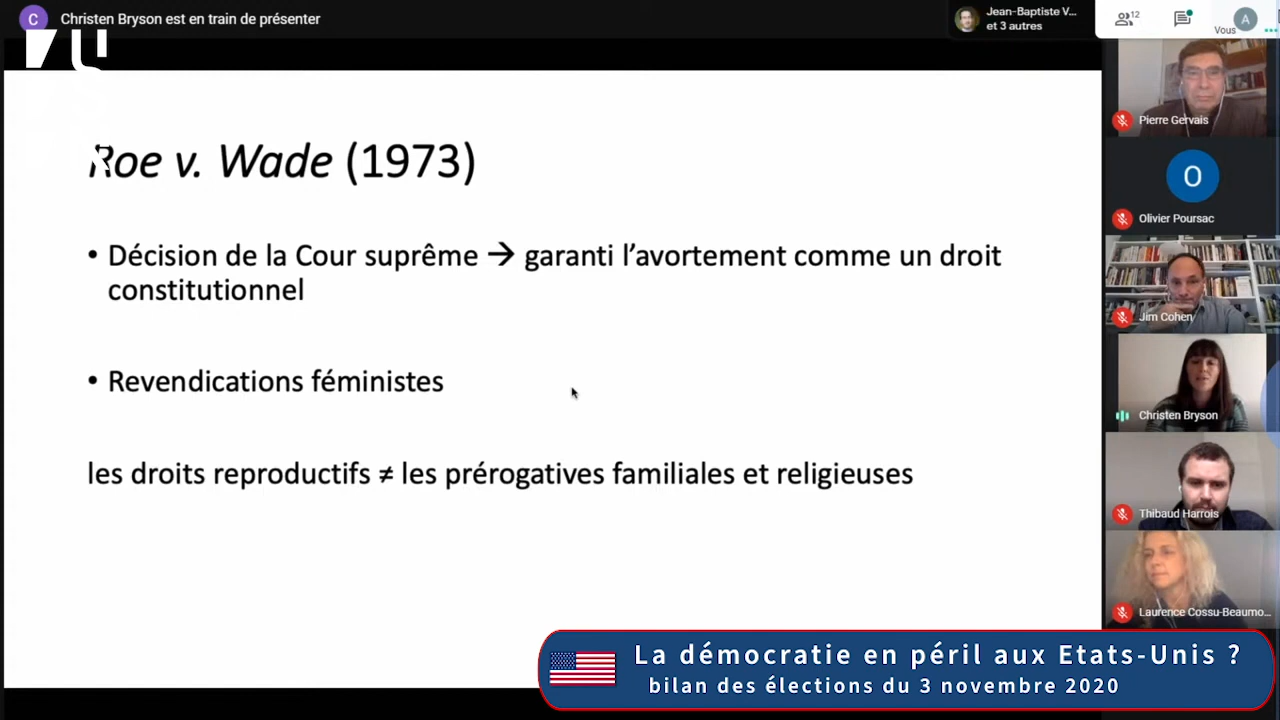 C
Christen Bryson est en train de présenter
Jean-Baptiste V...
et 3 autres
12
Vous
A
Roe v. Wade (1973)
• Décision de la Cour suprême → garanti l’avortement comme un droit
constitutionnel
• Revendications féministes
les droits reproductifs ≠ les prérogatives familiales et religieuses
Pierre Gervais
O
Olivier Poursac
Jim Cohen
Christen Bryson
Thibaud Harrois
Laurence Cossu-Beaumo...
La démocratie en péril aux Etats-Unis ?
bilan des élections du 3 novembre 2020